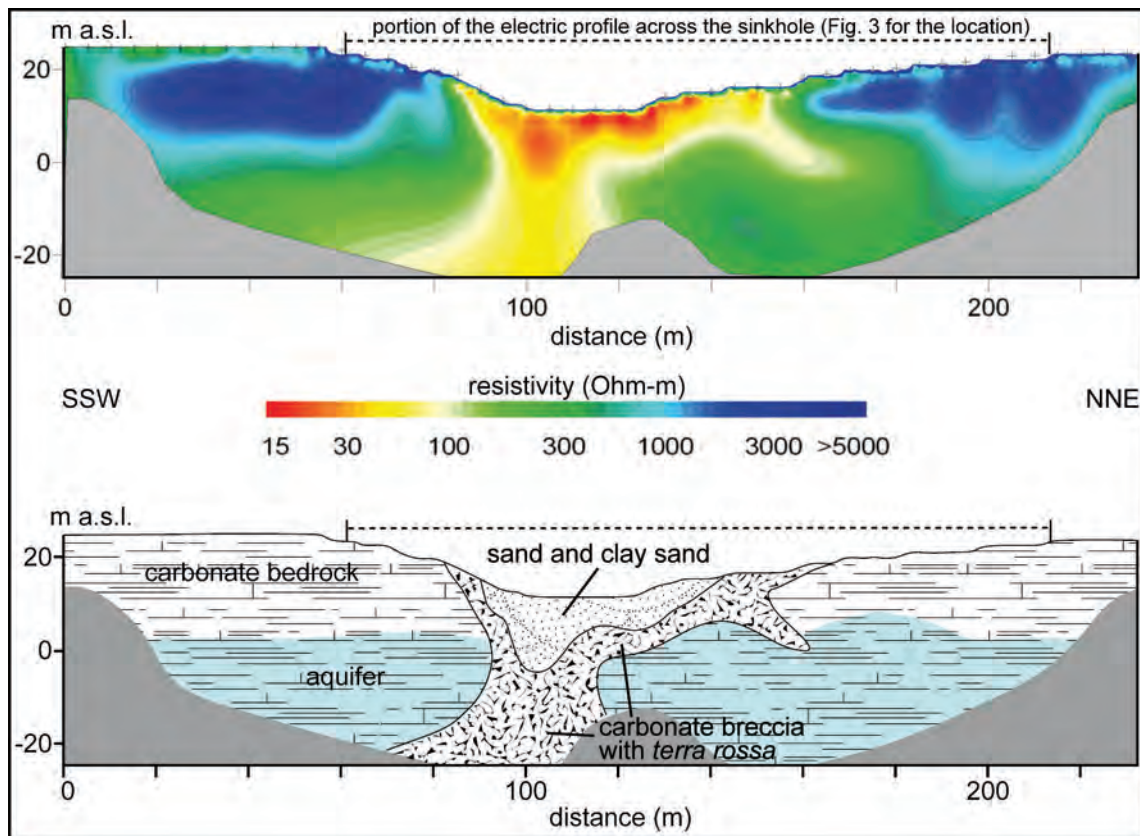 portion of the electric profile across the sinkhole (Fig. 3 for the location)
m a.s.l.
20
0
-20
0
100
200
distance (m)
SSW
resistivity (Ohm-m)
NNE
15 30 100 300 1000 3000 >5000
m a.s.l.
20
0
-20
sand and clay sand
carbonate bedrock
aquifer
carbonate breccia
with terra rossa
0
100
200
distance (m)